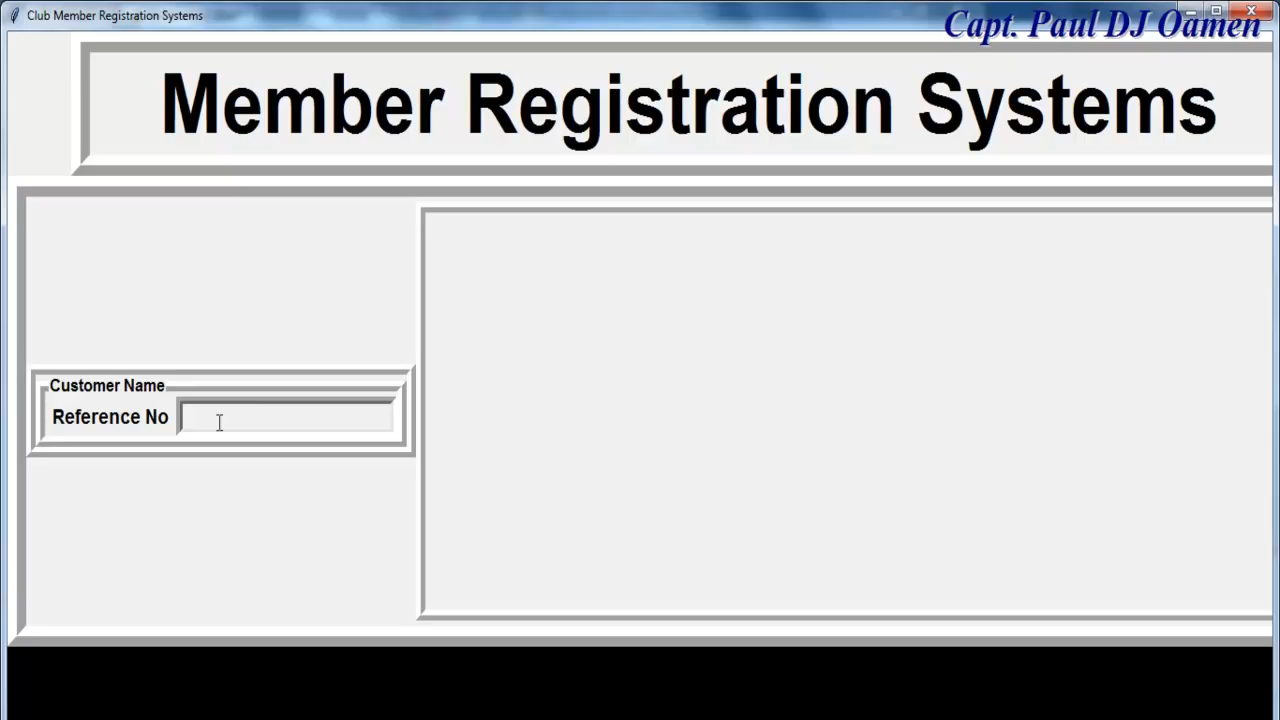 Club Member Registration Systems
Capt. Paul DJ Oamen
Member Registration Systems
Customer Name
Reference No